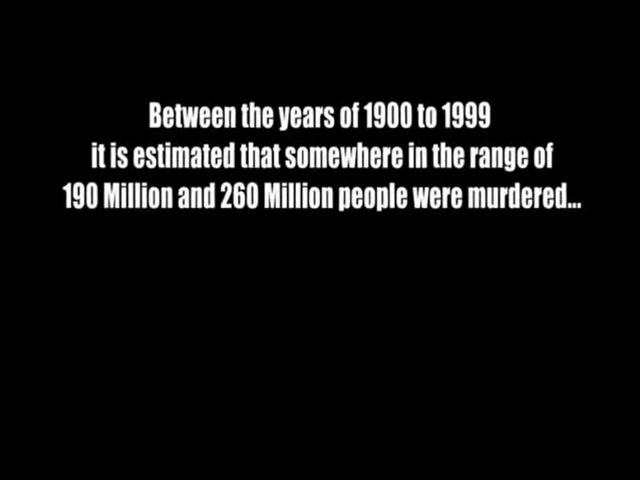 Between the years of 1900 to 1999
it is estimated that somewhere in the range of
190 Million and 260 Million people were murdered...